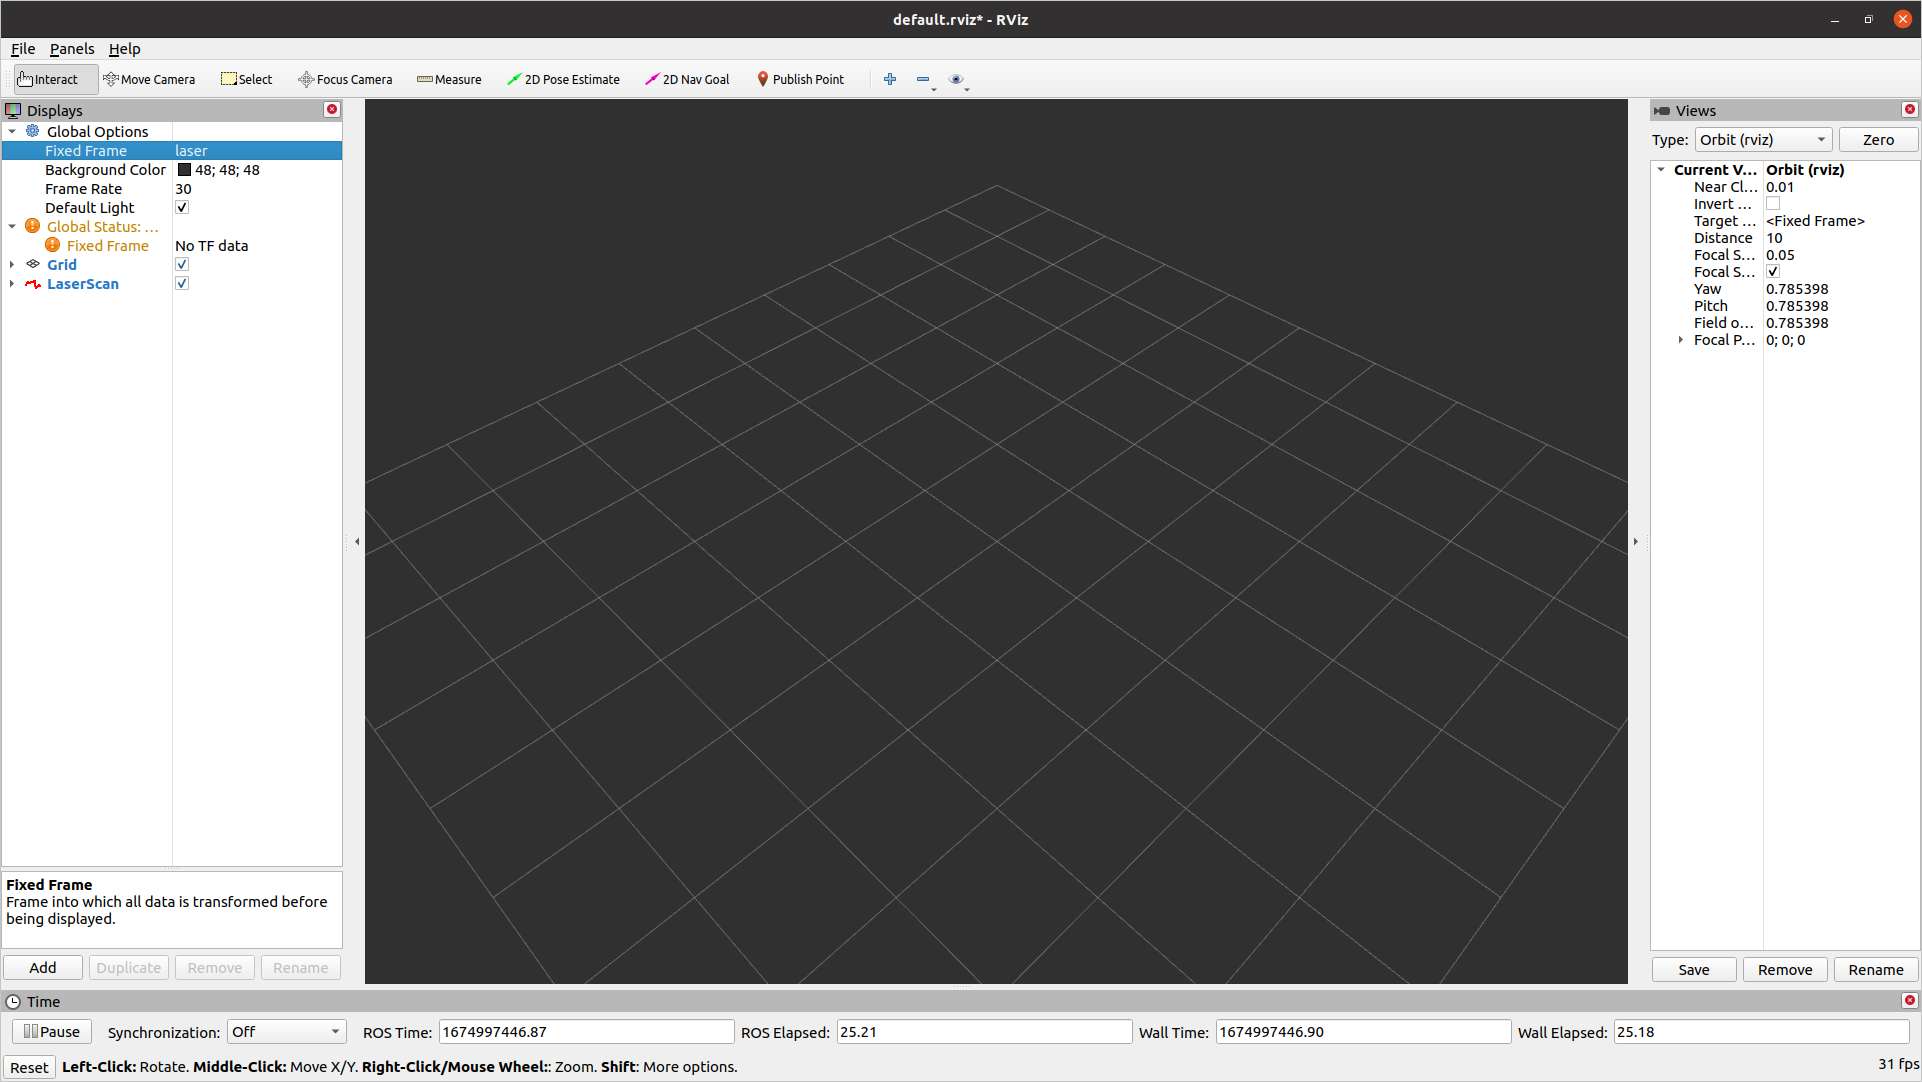 default.rviz* - RViz
File Panels Help
Interact Move Camera Select Focus Camera Measure 2D Pose Estimate 2D Nav Goal Publish Point
Displays
Global Options
Fixed Frame laser
Background Color 48; 48; 48
Frame Rate 30
Default Light
Global Status: ...
Fixed Frame No TF data
Grid
LaserScan
Fixed Frame
Frame into which all data is transformed before
being displayed.
Add Duplicate Remove Rename
Views
Type: Orbit (rviz) Zero
Current V... Orbit (rviz)
Near Cl... 0.01
Invert ...
Target ... <Fixed Frame>
Distance 10
Focal S... 0.05
Focal S...
Yaw 0.785398
Pitch 0.785398
Field o... 0.785398
Focal P... 0; 0; 0
Save Remove Rename
Time
Pause Synchronization: Off ROS Time: 1674997446.87 ROS Elapsed: 25.21 Wall Time: 1674997446.90 Wall Elapsed: 25.18
Reset Left-Click: Rotate. Middle-Click: Move X/Y. Right-Click/Mouse Wheel:: Zoom. Shift: More options. 31 fps